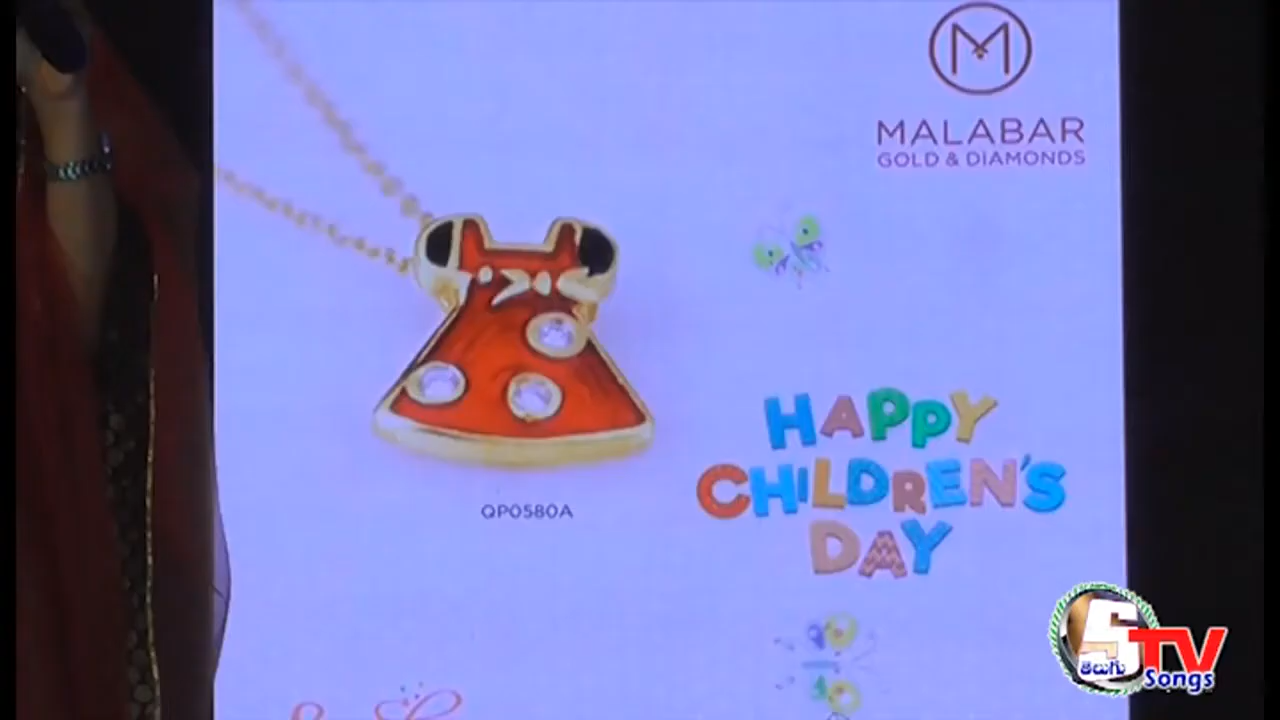 M
MALABAR
GOLD & DIAMONDS
HAPPY
CHILDREN'S
DAY
QP0580A
S TV
తెలుగు
Songs